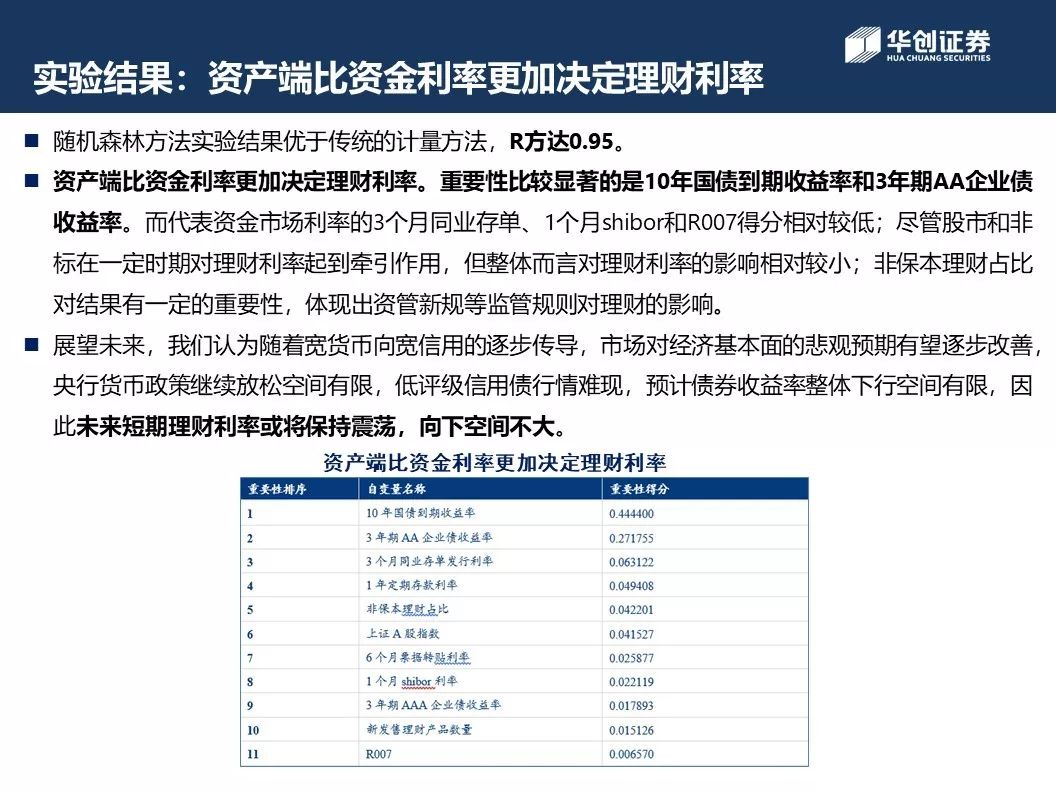 华创证券
HUA CHUANG SECURITIES
实验结果：资产端比资金利率更加决定理财利率
随机森林方法实验结果优于传统的计量方法，R方达0.95。
资产端比资金利率更加决定理财利率。重要性比较显著的是10年国债到期收益率和3年期AA企业债
收益率。而代表资金市场利率的3个月同业存单、1个月shibor和R007得分相对较低；尽管股市和非
标在一定时期对理财利率起到牵引作用，但整体而言对理财利率的影响相对较小；非保本理财占比
对结果有一定的重要性，体现出资管新规等监管规则对理财的影响。
展望未来，我们认为随着宽货币向宽信用的逐步传导，市场对经济基本面的悲观预期有望逐步改善，
央行货币政策继续放松空间有限，低评级信用债行情难现，预计债券收益率整体下行空间有限，因
此未来短期理财利率或将保持震荡，向下空间不大。
资产端比资金利率更加决定理财利率
重要性排序 自变量名称 重要性得分
1 10 年国债到期收益率 0.444400
2 3 年期 AA 企业债收益率 0.271755
3 3 个月同业存单发行利率 0.063122
4 1 年定期存款利率 0.049408
5 非保本理财占比 0.042201
6 上证 A 股指数 0.041527
7 6 个月票据转贴利率 0.025877
8 1 个月 shibor 利率 0.022119
9 3 年期 AAA 企业债收益率 0.017893
10 新发售理财产品数量 0.015126
11 R007 0.006570